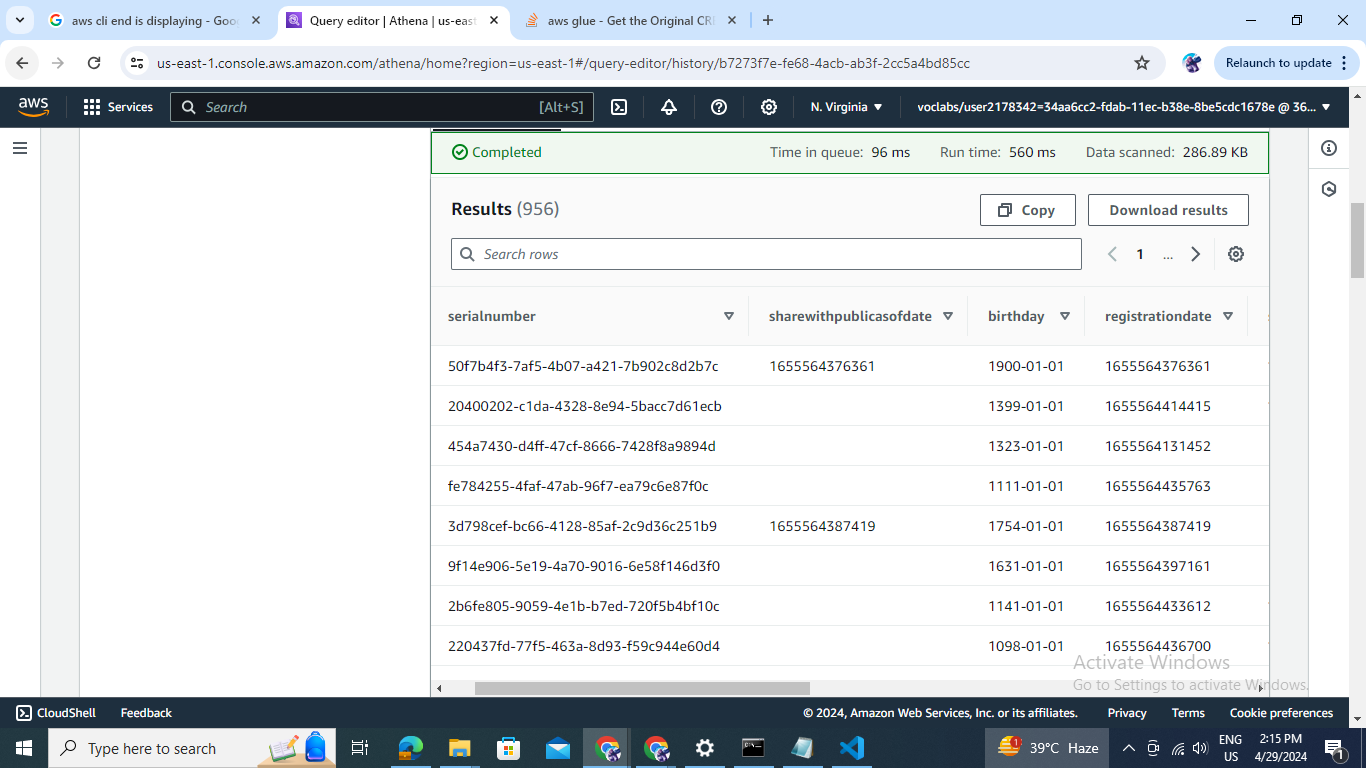 aws cli end is displaying - Goo
Query editor | Athena | us-east
aws glue - Get the Original CRE
us-east-1.console.aws.amazon.com/athena/home?region=us-east-1#/query-editor/history/b7273f7e-fe68-4acb-ab3f-2cc5a4bd85cc
Relaunch to update
aws
Services
Search
[Alt+S]
N. Virginia
voclabs/user2178342=34aa6cc2-fdab-11ec-b38e-8be5cdc1678e @ 36...
Completed
Time in queue: 96 ms
Run time: 560 ms
Data scanned: 286.89 KB
Results (956)
Copy
Download results
Search rows
1 ...
serialnumber sharewithpublicasofdate birthday registrationdate
50f7b4f3-7af5-4b07-a421-7b902c8d2b7c 1655564376361 1900-01-01 1655564376361
20400202-c1da-4328-8e94-5bacc7d61ecb 1399-01-01 1655564414415
454a7430-d4ff-47cf-8666-7428f8a9894d 1323-01-01 1655564131452
fe784255-4faf-47ab-96f7-ea79c6e87f0c 1111-01-01 1655564435763
3d798cef-bc66-4128-85af-2c9d36c251b9 1655564387419 1754-01-01 1655564387419
9f14e906-5e19-4a70-9016-6e58f146d3f0 1631-01-01 1655564397161
2b6fe805-9059-4e1b-b7ed-720f5b4bf10c 1141-01-01 1655564433612
220437fd-77f5-463a-8d93-f59c944e60d4 1098-01-01 1655564436700
Activate Windows
Go to Settings to activate Windows.
CloudShell
Feedback
© 2024, Amazon Web Services, Inc. or its affiliates.
Privacy
Terms
Cookie preferences
Type here to search
1
39°C Haze
ENG
US
2:15 PM
4/29/2024
1